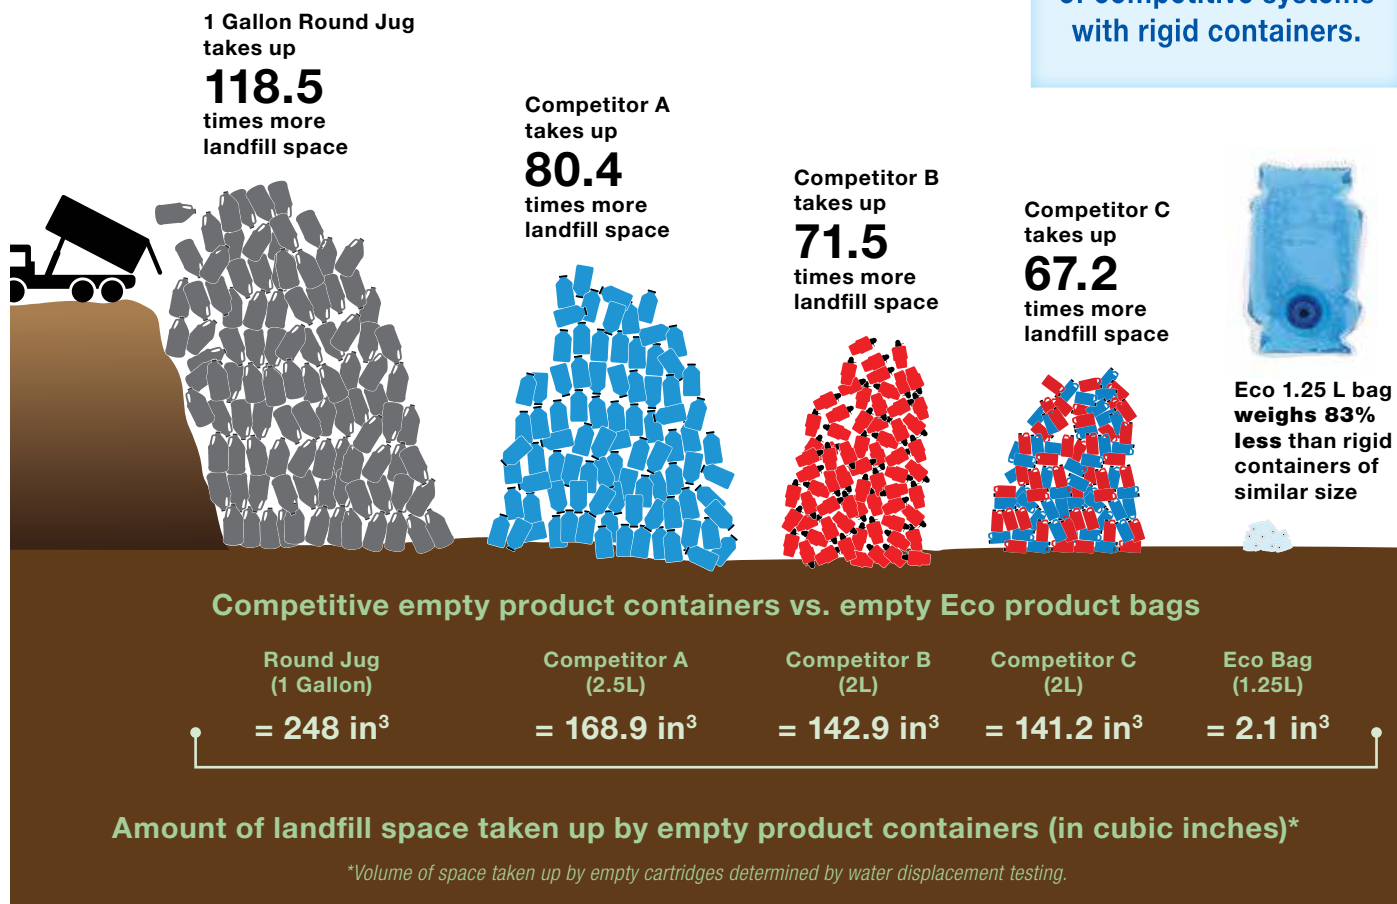 of competitive systems
with rigid containers.
1 Gallon Round Jug
takes up
118.5
times more
landfill space
Competitor A
takes up
80.4
times more
landfill space
Competitor B
takes up
71.5
times more
landfill space
Competitor C
takes up
67.2
times more
landfill space
Eco 1.25 L bag
weighs 83%
less than rigid
containers of
similar size
Competitive empty product containers vs. empty Eco product bags
Round Jug
(1 Gallon)
= 248 in³
Competitor A
(2.5L)
= 168.9 in³
Competitor B
(2L)
= 142.9 in³
Competitor C
(2L)
= 141.2 in³
Eco Bag
(1.25L)
= 2.1 in³
Amount of landfill space taken up by empty product containers (in cubic inches)*
*Volume of space taken up by empty cartridges determined by water displacement testing.